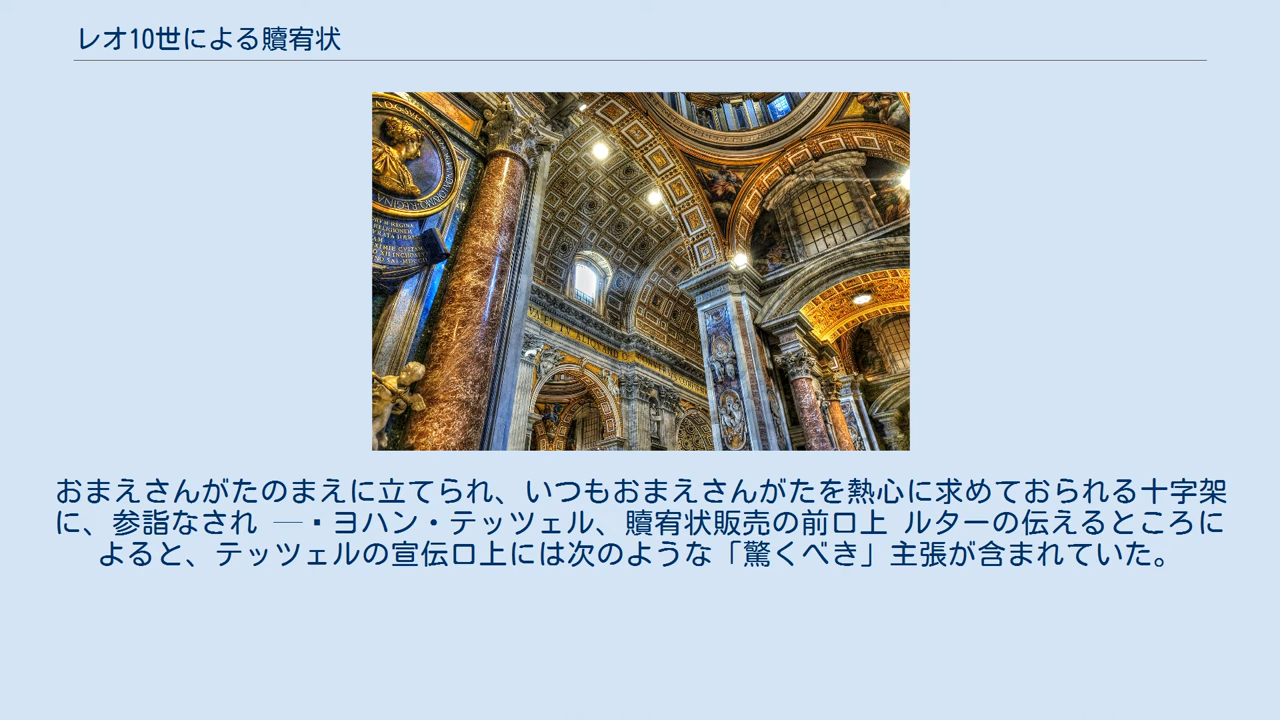 レオ10世による贖宥状
おまえさんがたのまえに立てられ、いつもおまえさんがたを熱心に求めておられる十字架
に、参詣なされ ─▪ヨハン・テッツェル、贖宥状販売の前口上 ルターの伝えるところに
よると、テッツェルの宣伝口上には次のような「驚くべき」主張が含まれていた。